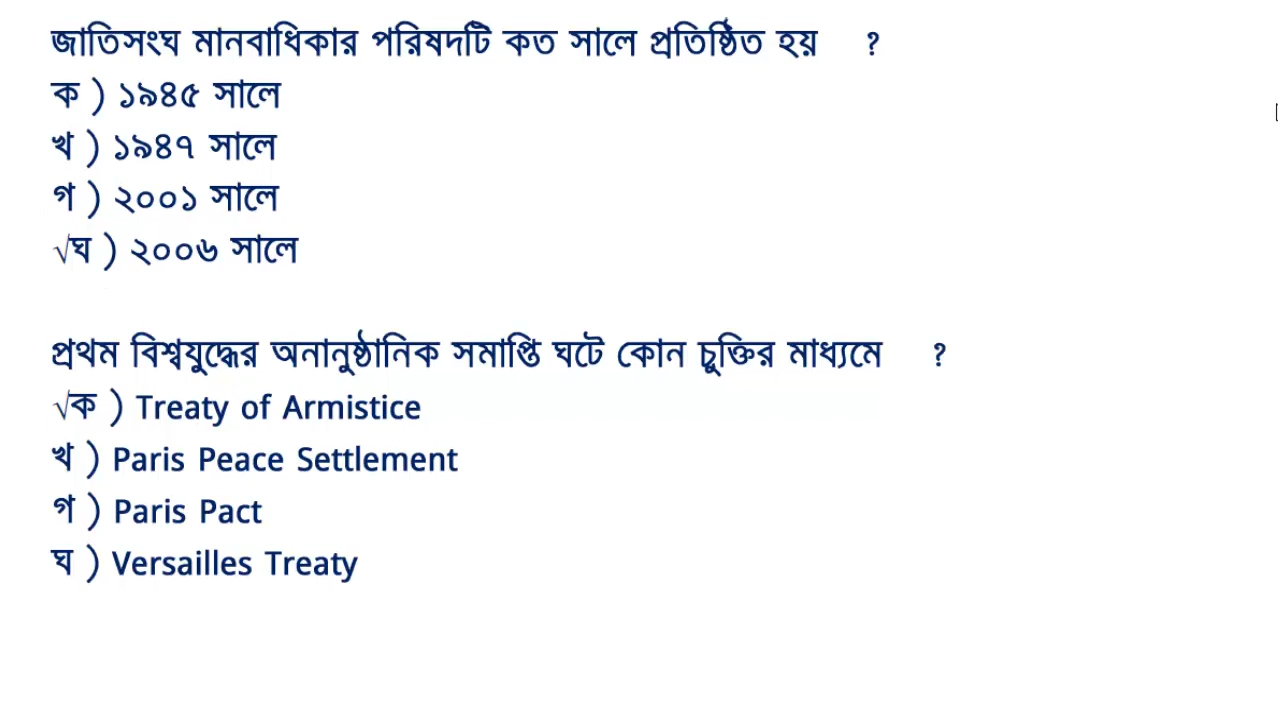 জাতিসংঘ মানবাধিকার পরিষদটি কত সালে প্রতিষ্ঠিত হয় ?
ক ) ১৯৪৫ সালে
খ ) ১৯৪৭ সালে
গ ) ২০০১ সালে
√ঘ ) ২০০৬ সালে
প্রথম বিশ্বযুদ্ধের অনানুষ্ঠানিক সমাপ্তি ঘটে কোন চুক্তির মাধ্যমে ?
√ক ) Treaty of Armistice
খ ) Paris Peace Settlement
গ ) Paris Pact
ঘ ) Versailles Treaty